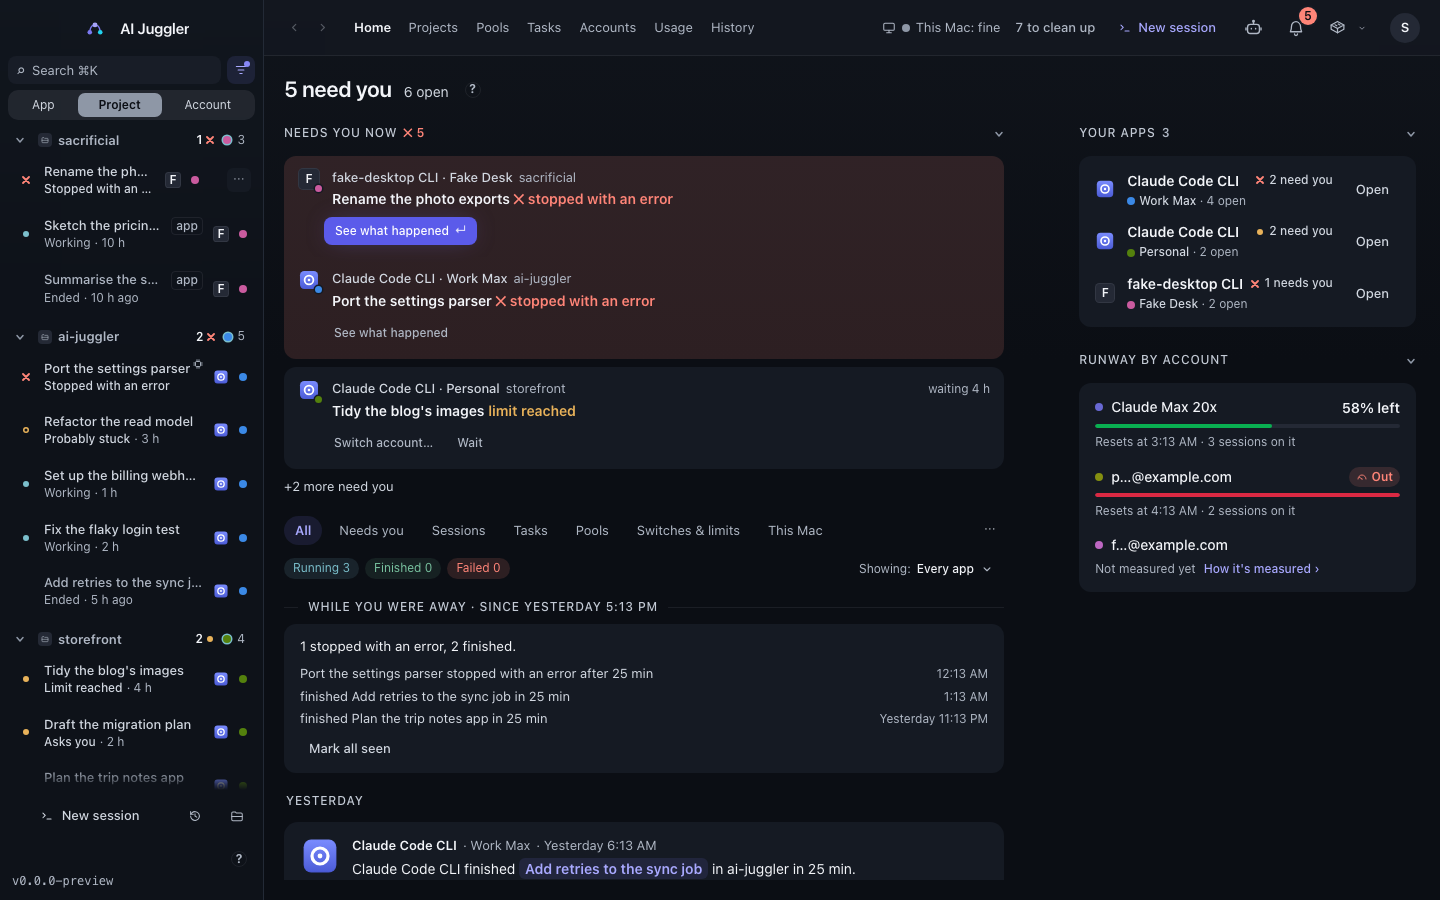 AI Juggler
Search ⌘K
App Project Account
sacrificial 1 3
Rename the ph... F
Stopped with an ...
Sketch the pricin... app F
Working · 10 h
Summarise the s... app F
Ended · 10 h ago
ai-juggler 2 5
Port the settings parser
Stopped with an error
Refactor the read model
Probably stuck · 3 h
Set up the billing webh...
Working · 1 h
Fix the flaky login test
Working · 2 h
Add retries to the sync j...
Ended · 5 h ago
storefront 2 4
Tidy the blog's images
Limit reached · 4 h
Draft the migration plan
Asks you · 2 h
Plan the trip notes app
New session
?
v0.0.0-preview
Home Projects Pools Tasks Accounts Usage History
This Mac: fine 7 to clean up New session 5 S
5 need you 6 open ?
NEEDS YOU NOW 5
F fake-desktop CLI · Fake Desk sacrificial
Rename the photo exports stopped with an error
See what happened ↵
Claude Code CLI · Work Max ai-juggler
Port the settings parser stopped with an error
See what happened
Claude Code CLI · Personal storefront waiting 4 h
Tidy the blog's images limit reached
Switch account... Wait
+2 more need you
All Needs you Sessions Tasks Pools Switches & limits This Mac ...
Running 3 Finished 0 Failed 0 Showing: Every app
WHILE YOU WERE AWAY · SINCE YESTERDAY 5:13 PM
1 stopped with an error, 2 finished.
Port the settings parser stopped with an error after 25 min 12:13 AM
finished Add retries to the sync job in 25 min 1:13 AM
finished Plan the trip notes app in 25 min Yesterday 11:13 PM
Mark all seen
YESTERDAY
Claude Code CLI · Work Max · Yesterday 6:13 AM
Claude Code CLI finished Add retries to the sync job in ai-juggler in 25 min.
YOUR APPS 3
Claude Code CLI 2 need you Open
Work Max · 4 open
Claude Code CLI 2 need you Open
Personal · 2 open
F fake-desktop CLI 1 needs you Open
Fake Desk · 2 open
RUNWAY BY ACCOUNT
Claude Max 20x 58% left
Resets at 3:13 AM · 3 sessions on it
p...@example.com Out
Resets at 4:13 AM · 2 sessions on it
f...@example.com
Not measured yet How it's measured ›